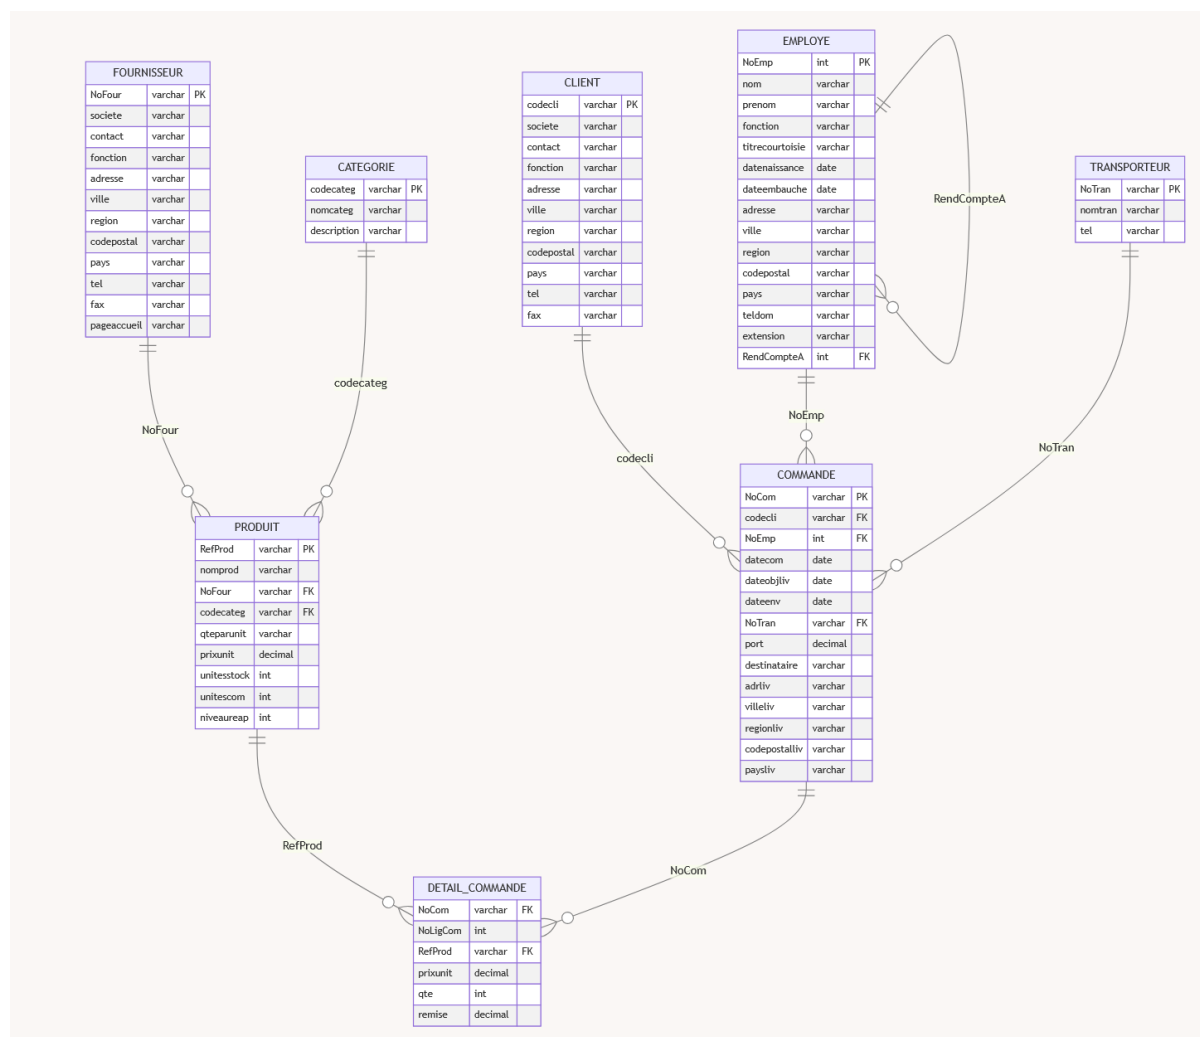 FOURNISSEUR
NoFour varchar PK
societe varchar
contact varchar
fonction varchar
adresse varchar
ville varchar
region varchar
codepostal varchar
pays varchar
tel varchar
fax varchar
pageaccueil varchar
CATEGORIE
codecateg varchar PK
nomcateg varchar
description varchar
CLIENT
codecli varchar PK
societe varchar
contact varchar
fonction varchar
adresse varchar
ville varchar
region varchar
codepostal varchar
pays varchar
tel varchar
fax varchar
EMPLOYE
NoEmp int PK
nom varchar
prenom varchar
fonction varchar
titrecourtoisie varchar
datenaissance date
dateembauche date
adresse varchar
ville varchar
region varchar
codepostal varchar
pays varchar
teldom varchar
extension varchar
RendCompteA int FK
RendCompteA
TRANSPORTEUR
NoTran varchar PK
nomtran varchar
tel varchar
NoFour
codecateg
codecli
NoEmp
NoTran
PRODUIT
RefProd varchar PK
nomprod varchar
NoFour varchar FK
codecateg varchar FK
qteparunit varchar
prixunit decimal
unitesstock int
unitescom int
niveaureap int
COMMANDE
NoCom varchar PK
codecli varchar FK
NoEmp int FK
datecom date
dateobjliv date
dateenv date
NoTran varchar FK
port decimal
destinataire varchar
adrliv varchar
villeliv varchar
regionliv varchar
codepostalliv varchar
paysliv varchar
RefProd
NoCom
DETAIL_COMMANDE
NoCom varchar FK
NoLigCom int
RefProd varchar FK
prixunit decimal
qte int
remise decimal